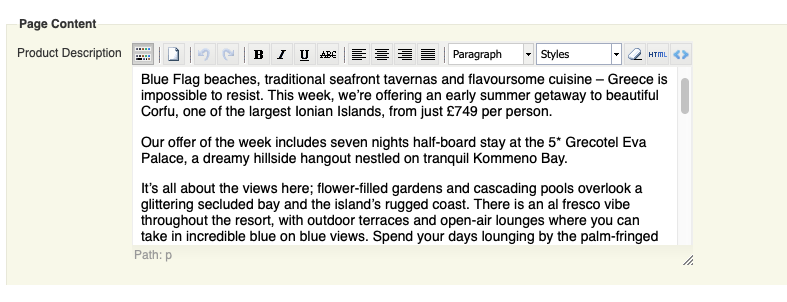 Page Content
Product Description
B I U ABC Paragraph Styles HTML
Blue Flag beaches, traditional seafront tavernas and flavoursome cuisine – Greece is
impossible to resist. This week, we’re offering an early summer getaway to beautiful
Corfu, one of the largest Ionian Islands, from just £749 per person.
Our offer of the week includes seven nights half-board stay at the 5* Grecotel Eva
Palace, a dreamy hillside hangout nestled on tranquil Kommeno Bay.
It’s all about the views here; flower-filled gardens and cascading pools overlook a
glittering secluded bay and the island’s rugged coast. There is an al fresco vibe
throughout the resort, with outdoor terraces and open-air lounges where you can
take in incredible blue on blue views. Spend your days lounging by the palm-fringed
Path: p